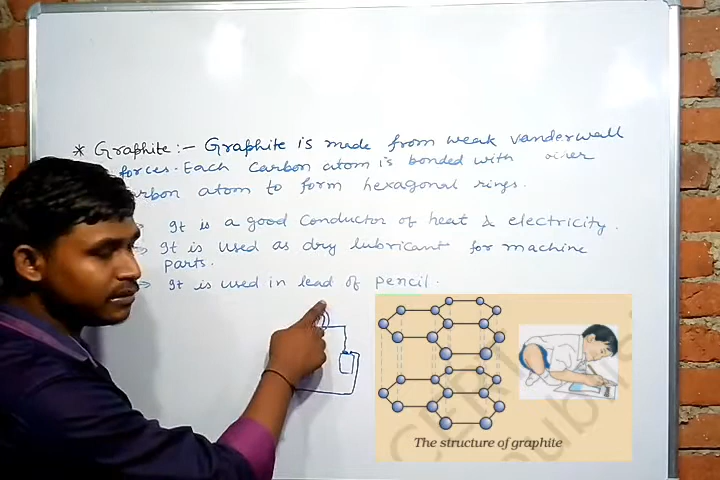 * Graphite :- Graphite is made from weak vanderwall
forces. Each carbon atom is bonded with other
carbon atom to form hexagonal rings.
It is a good conductor of heat & electricity.
It is used as dry lubricant for machine
parts.
It is used in lead of pencil.
The structure of graphite